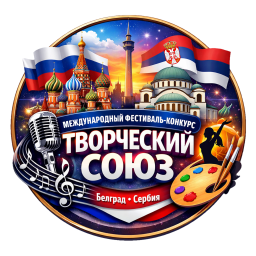 МЕЖДУНАРОДНЫЙ ФЕСТИВАЛЬ-КОНКУРС
ТВОРЧЕСКИЙ
СОЮЗ
Белград • Сербия